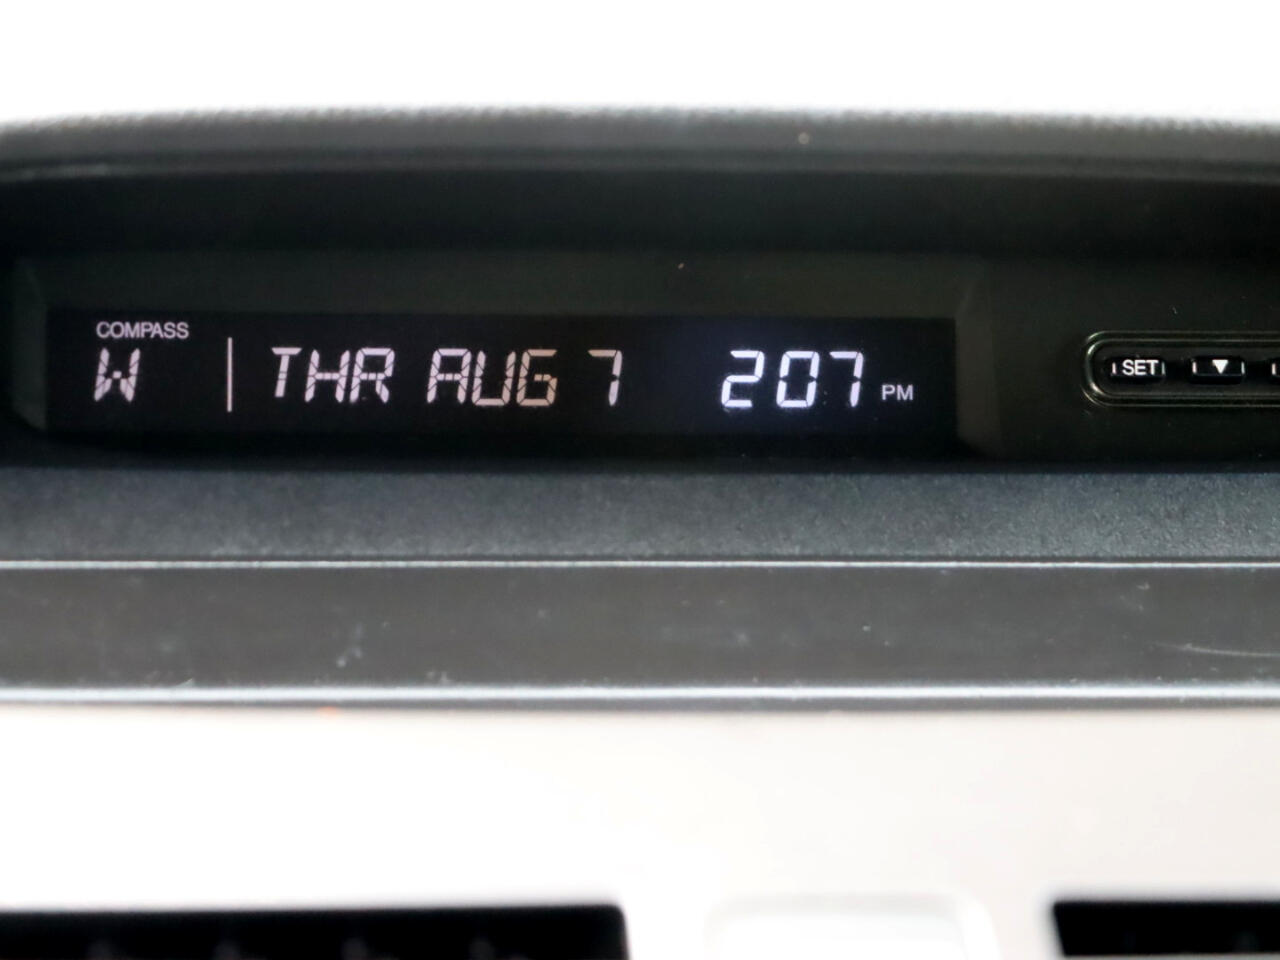 COMPASS
W THR AUG 7 207 PM
SET ▼